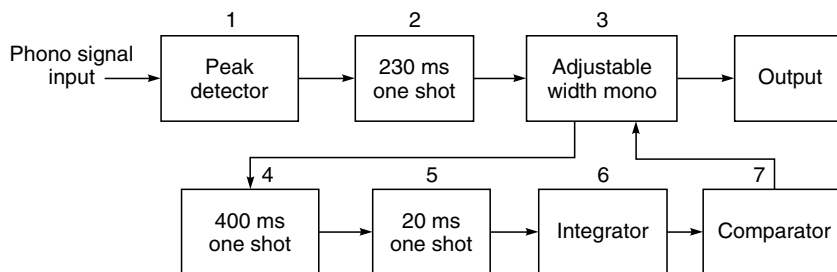 1
2
3
Phono signal
input
Peak
detector
230 ms
one shot
Adjustable
width mono
Output
4
5
6
7
400 ms
one shot
20 ms
one shot
Integrator
Comparator